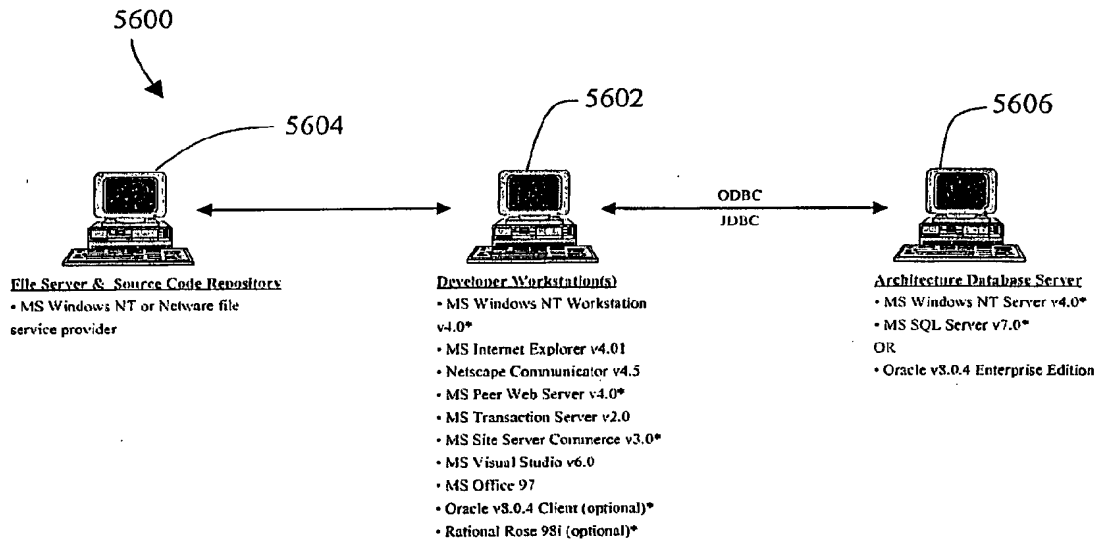 5600
5604
5602
5606
ODBC
JDBC
File Server & Source Code Repository
• MS Windows NT or Netware file
service provider
Developer Workstation(s)
• MS Windows NT Workstation
v4.0*
• MS Internet Explorer v4.01
• Netscape Communicator v4.5
• MS Peer Web Server v4.0*
• MS Transaction Server v2.0
• MS Site Server Commerce v3.0*
• MS Visual Studio v6.0
• MS Office 97
• Oracle v8.0.4 Client (optional)*
• Rational Rose 98i (optional)*
Architecture Database Server
• MS Windows NT Server v4.0*
• MS SQL Server v7.0*
OR
• Oracle v8.0.4 Enterprise Edition